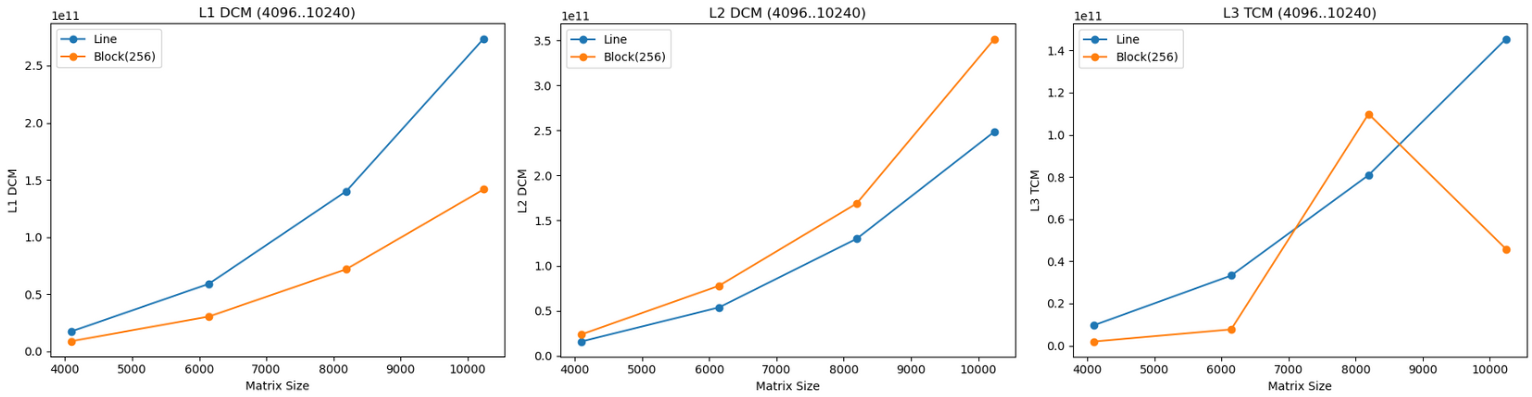 L1 DCM (4096..10240)
1e11
Line
Block(256)
2.5
2.0
1.5
1.0
0.5
0.0
L1 DCM
4000 5000 6000 7000 8000 9000 10000
Matrix Size
L2 DCM (4096..10240)
1e11
Line
Block(256)
3.5
3.0
2.5
2.0
1.5
1.0
0.5
0.0
L2 DCM
4000 5000 6000 7000 8000 9000 10000
Matrix Size
L3 TCM (4096..10240)
1e11
Line
Block(256)
1.4
1.2
1.0
0.8
0.6
0.4
0.2
0.0
L3 TCM
4000 5000 6000 7000 8000 9000 10000
Matrix Size